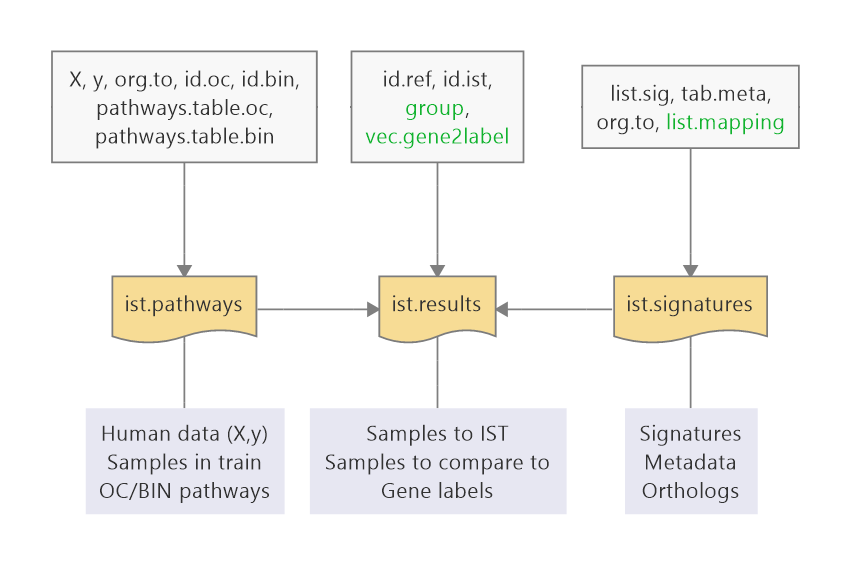 X, y, org.to, id.oc, id.bin,
pathways.table.oc,
pathways.table.bin
id.ref, id.ist,
group,
vec.gene2label
list.sig, tab.meta,
org.to, list.mapping
ist.pathways
ist.results
ist.signatures
Human data (X,y)
Samples in train
OC/BIN pathways
Samples to IST
Samples to compare to
Gene labels
Signatures
Metadata
Orthologs